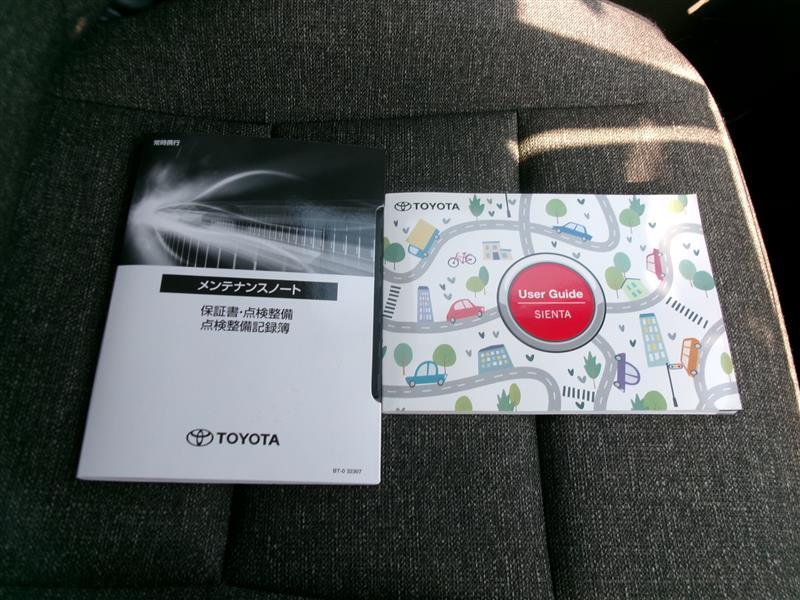 常時携行
メンテナンスノート
保証書・点検整備
点検整備記録簿
TOYOTA
BT-0 32307
TOYOTA
User Guide
SIENTA